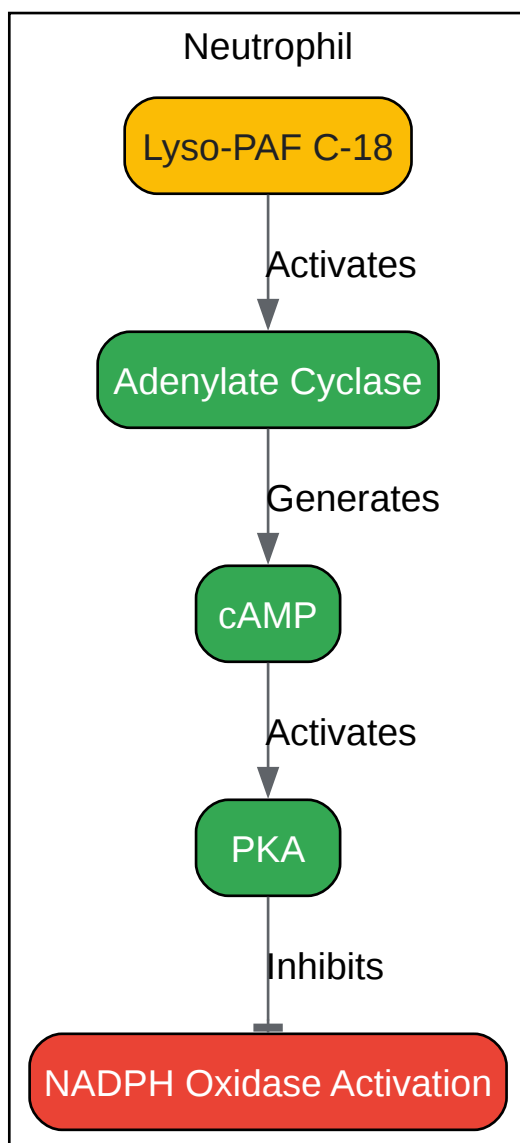 Neutrophil
Lyso-PAF C-18
Activates
Adenylate Cyclase
Generates
cAMP
Activates
PKA
Inhibits
NADPH Oxidase Activation